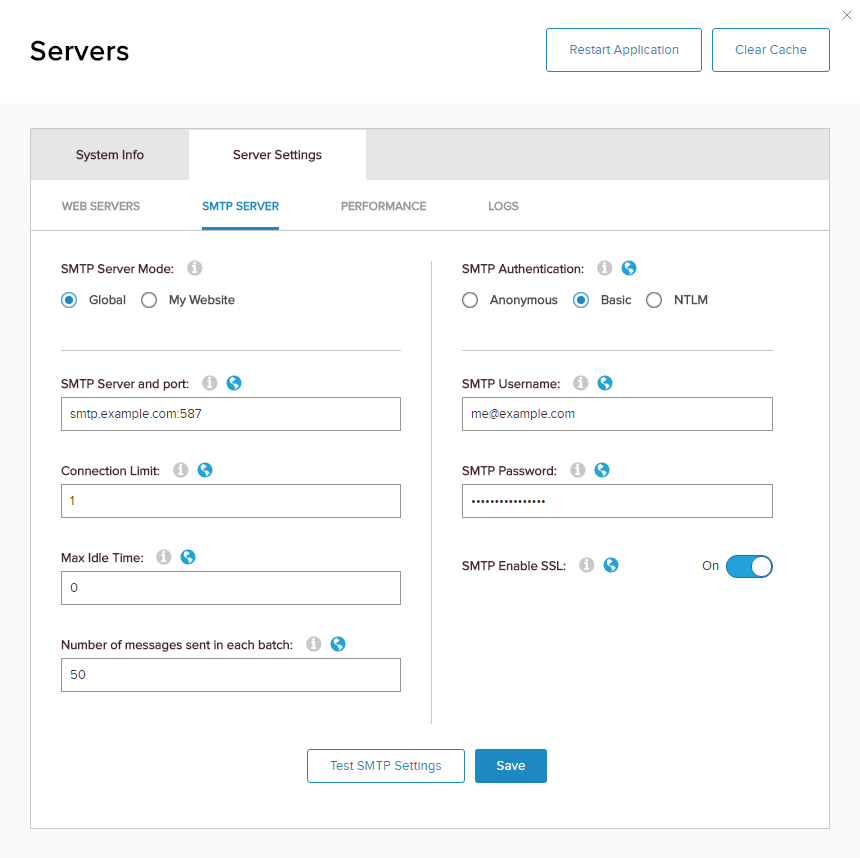 Servers
Restart Application
Clear Cache
System Info
Server Settings
WEB SERVERS
SMTP SERVER
PERFORMANCE
LOGS
SMTP Server Mode:
Global
My Website
SMTP Server and port:
smtp.example.com:587
Connection Limit:
1
Max Idle Time:
0
Number of messages sent in each batch:
50
SMTP Authentication:
Anonymous
Basic
NTLM
SMTP Username:
me@example.com
SMTP Password:
••••••••••••••••
SMTP Enable SSL:
On
Test SMTP Settings
Save